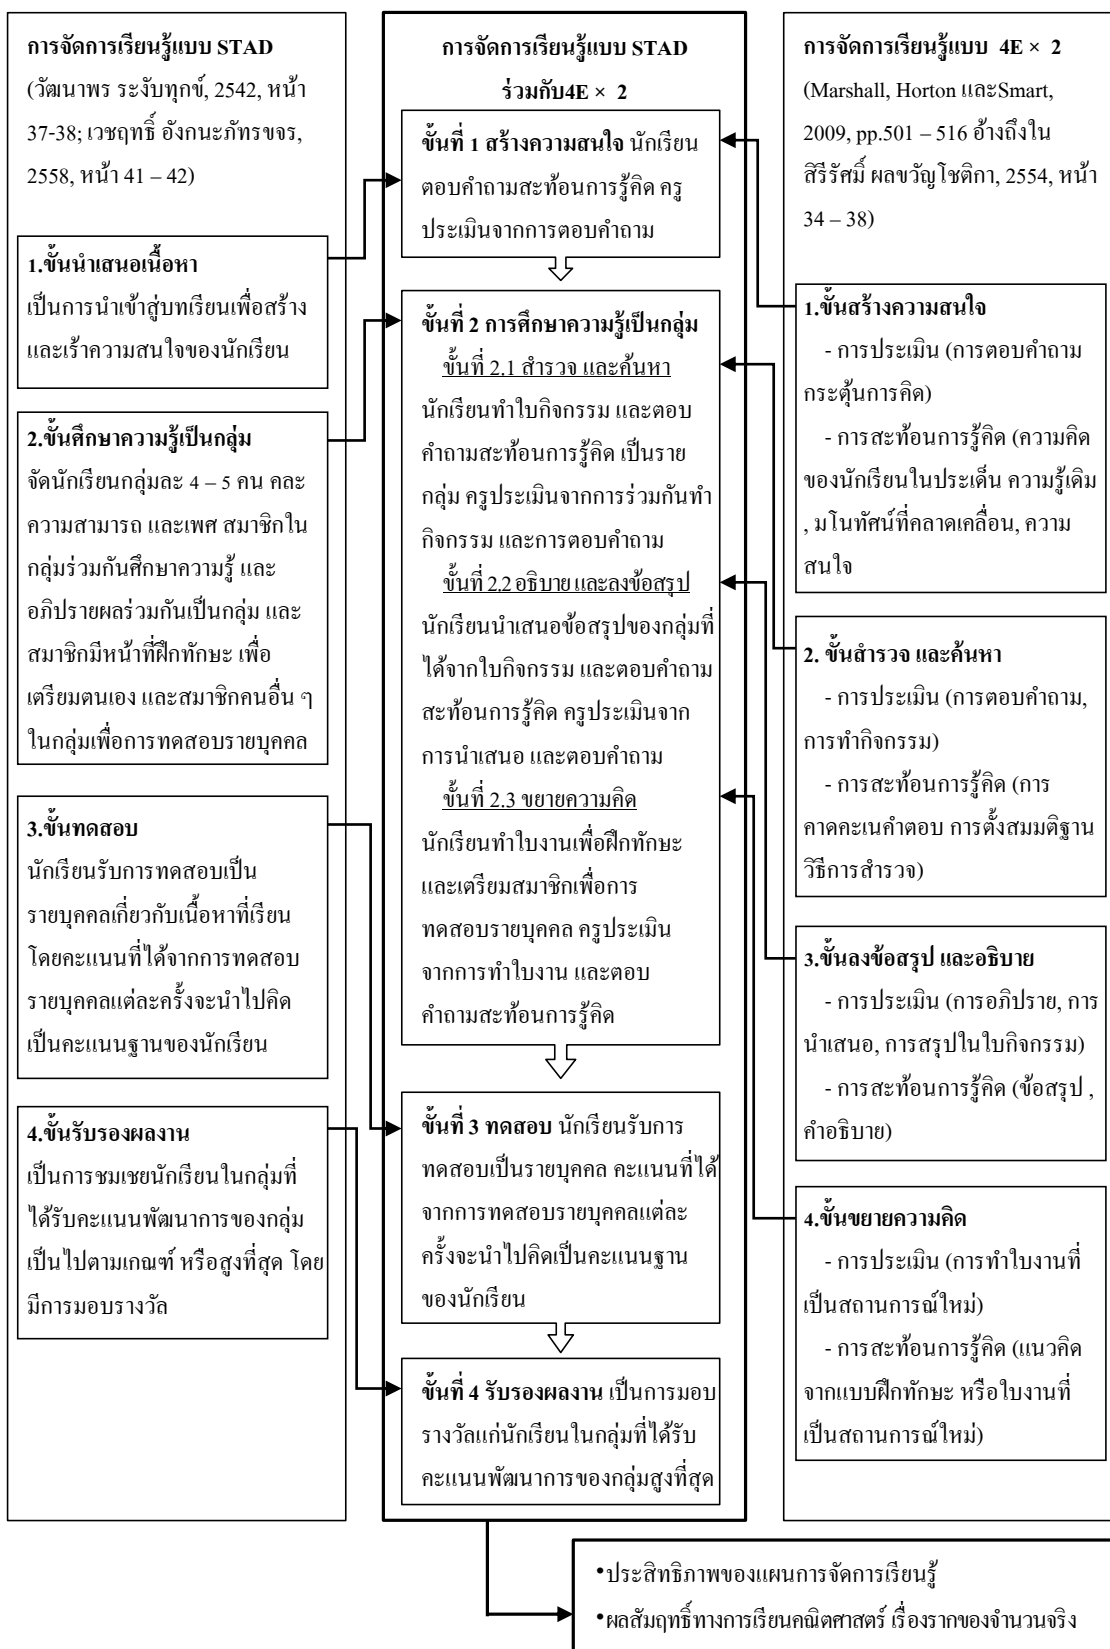 การจัดการเรียนรู้แบบ STAD
(วัฒนาพร ระงับทุกข์, 2542, หน้า
37-38; เวชฤทธิ์ อังกนะภัทรขจร,
2558, หน้า 41 – 42)
1.ขั้นนำเสนอเนื้อหา
เป็นการนำเข้าสู่บทเรียนเพื่อสร้าง
และเร้าความสนใจของนักเรียน
2.ขั้นศึกษาความรู้เป็นกลุ่ม
จัดนักเรียนกลุ่มละ 4 – 5 คน คละ
ความสามารถ และเพศ สมาชิกใน
กลุ่มร่วมกันศึกษาความรู้ และ
อภิปรายผลร่วมกันเป็นกลุ่ม และ
สมาชิกมีหน้าที่ฝึกทักษะ เพื่อ
เตรียมตนเอง และสมาชิกคนอื่น ๆ
ในกลุ่มเพื่อการทดสอบรายบุคคล
3.ขั้นทดสอบ
นักเรียนรับการทดสอบเป็น
รายบุคคลเกี่ยวกับเนื้อหาที่เรียน
โดยคะแนนที่ได้จากการทดสอบ
รายบุคคลแต่ละครั้งจะนำไปคิด
เป็นคะแนนฐานของนักเรียน
4.ขั้นรับรองผลงาน
เป็นการชมเชยนักเรียนในกลุ่มที่
ได้รับคะแนนพัฒนาการของกลุ่ม
เป็นไปตามเกณฑ์ หรือสูงที่สุด โดย
มีการมอบรางวัล
การจัดการเรียนรู้แบบ STAD
ร่วมกับ4E × 2
ขั้นที่ 1 สร้างความสนใจ นักเรียน
ตอบคำถามสะท้อนการรู้คิด ครู
ประเมินจากการตอบคำถาม
ขั้นที่ 2 การศึกษาความรู้เป็นกลุ่ม
ขั้นที่ 2.1 สำรวจ และค้นหา
นักเรียนทำใบกิจกรรม และตอบ
คำถามสะท้อนการรู้คิด เป็นราย
กลุ่ม ครูประเมินจากการร่วมกันทำ
กิจกรรม และการตอบคำถาม
ขั้นที่ 2.2 อธิบาย และลงข้อสรุป
นักเรียนนำเสนอข้อสรุปของกลุ่มที่
ได้จากใบกิจกรรม และตอบคำถาม
สะท้อนการรู้คิด ครูประเมินจาก
การนำเสนอ และตอบคำถาม
ขั้นที่ 2.3 ขยายความคิด
นักเรียนทำใบงานเพื่อฝึกทักษะ
และเตรียมสมาชิกเพื่อการ
ทดสอบรายบุคคล ครูประเมิน
จากการทำใบงาน และตอบ
คำถามสะท้อนการรู้คิด
ขั้นที่ 3 ทดสอบ นักเรียนรับการ
ทดสอบเป็นรายบุคคล คะแนนที่ได้
จากการทดสอบรายบุคคลแต่ละ
ครั้งจะนำไปคิดเป็นคะแนนฐาน
ของนักเรียน
ขั้นที่ 4 รับรองผลงาน เป็นการมอบ
รางวัลแก่นักเรียนในกลุ่มที่ได้รับ
คะแนนพัฒนาการของกลุ่มสูงที่สุด
การจัดการเรียนรู้แบบ 4E × 2
(Marshall, Horton และSmart,
2009, pp.501 – 516 อ้างถึงใน
สิรีรัศมิ์ ผลขวัญโชติกา, 2554, หน้า
34 – 38)
1.ขั้นสร้างความสนใจ
- การประเมิน (การตอบคำถาม
กระตุ้นการคิด)
- การสะท้อนการรู้คิด (ความคิด
ของนักเรียนในประเด็น ความรู้เดิม
, มโนทัศน์ที่คลาดเคลื่อน, ความ
สนใจ
2. ขั้นสำรวจ และค้นหา
- การประเมิน (การตอบคำถาม,
การทำกิจกรรม)
- การสะท้อนการรู้คิด (การ
คาดคะเนคำตอบ การตั้งสมมติฐาน
วิธีการสำรวจ)
3.ขั้นลงข้อสรุป และอธิบาย
- การประเมิน (การอภิปราย, การ
นำเสนอ, การสรุปในใบกิจกรรม)
- การสะท้อนการรู้คิด (ข้อสรุป ,
คำอธิบาย)
4.ขั้นขยายความคิด
- การประเมิน (การทำใบงานที่
เป็นสถานการณ์ใหม่)
- การสะท้อนการรู้คิด (แนวคิด
จากแบบฝึกทักษะ หรือใบงานที่
เป็นสถานการณ์ใหม่)
•ประสิทธิภาพของแผนการจัดการเรียนรู้
•ผลสัมฤทธิ์ทางการเรียนคณิตศาสตร์ เรื่องรากของจำนวนจริง